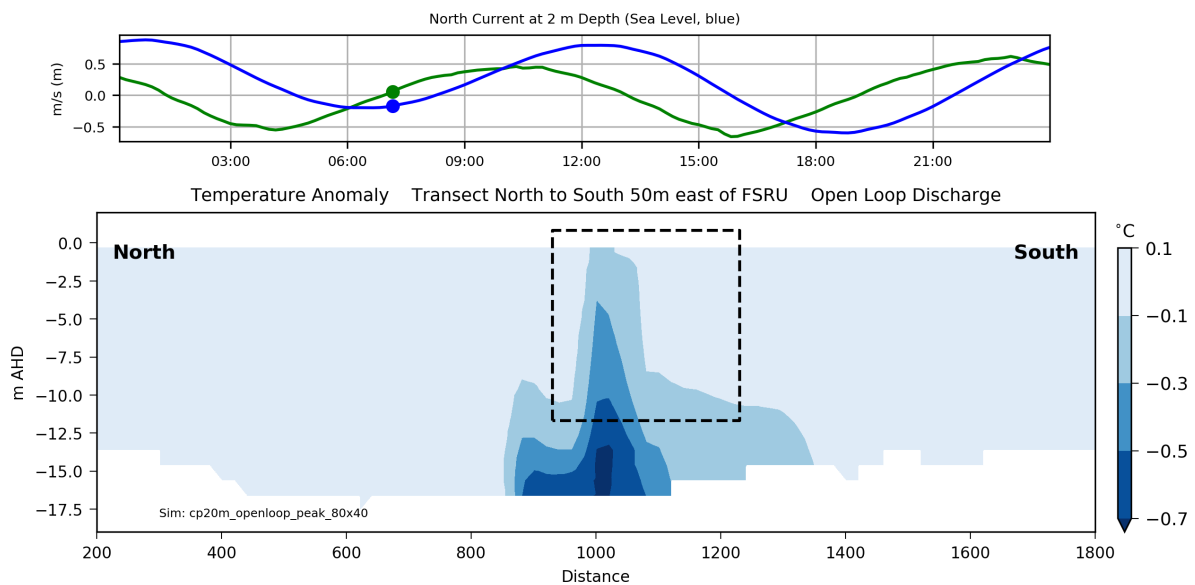 North Current at 2 m Depth (Sea Level, blue)
m/s (m)
0.5
0.0
−0.5
03:00 06:00 09:00 12:00 15:00 18:00 21:00
Temperature Anomaly Transect North to South 50m east of FSRU Open Loop Discharge
°C
North South
m AHD
0.0
−2.5
−5.0
−7.5
−10.0
−12.5
−15.0
−17.5
0.1
−0.1
−0.3
−0.5
−0.7
Sim: cp20m_openloop_peak_80x40
200 400 600 800 1000 1200 1400 1600 1800
Distance